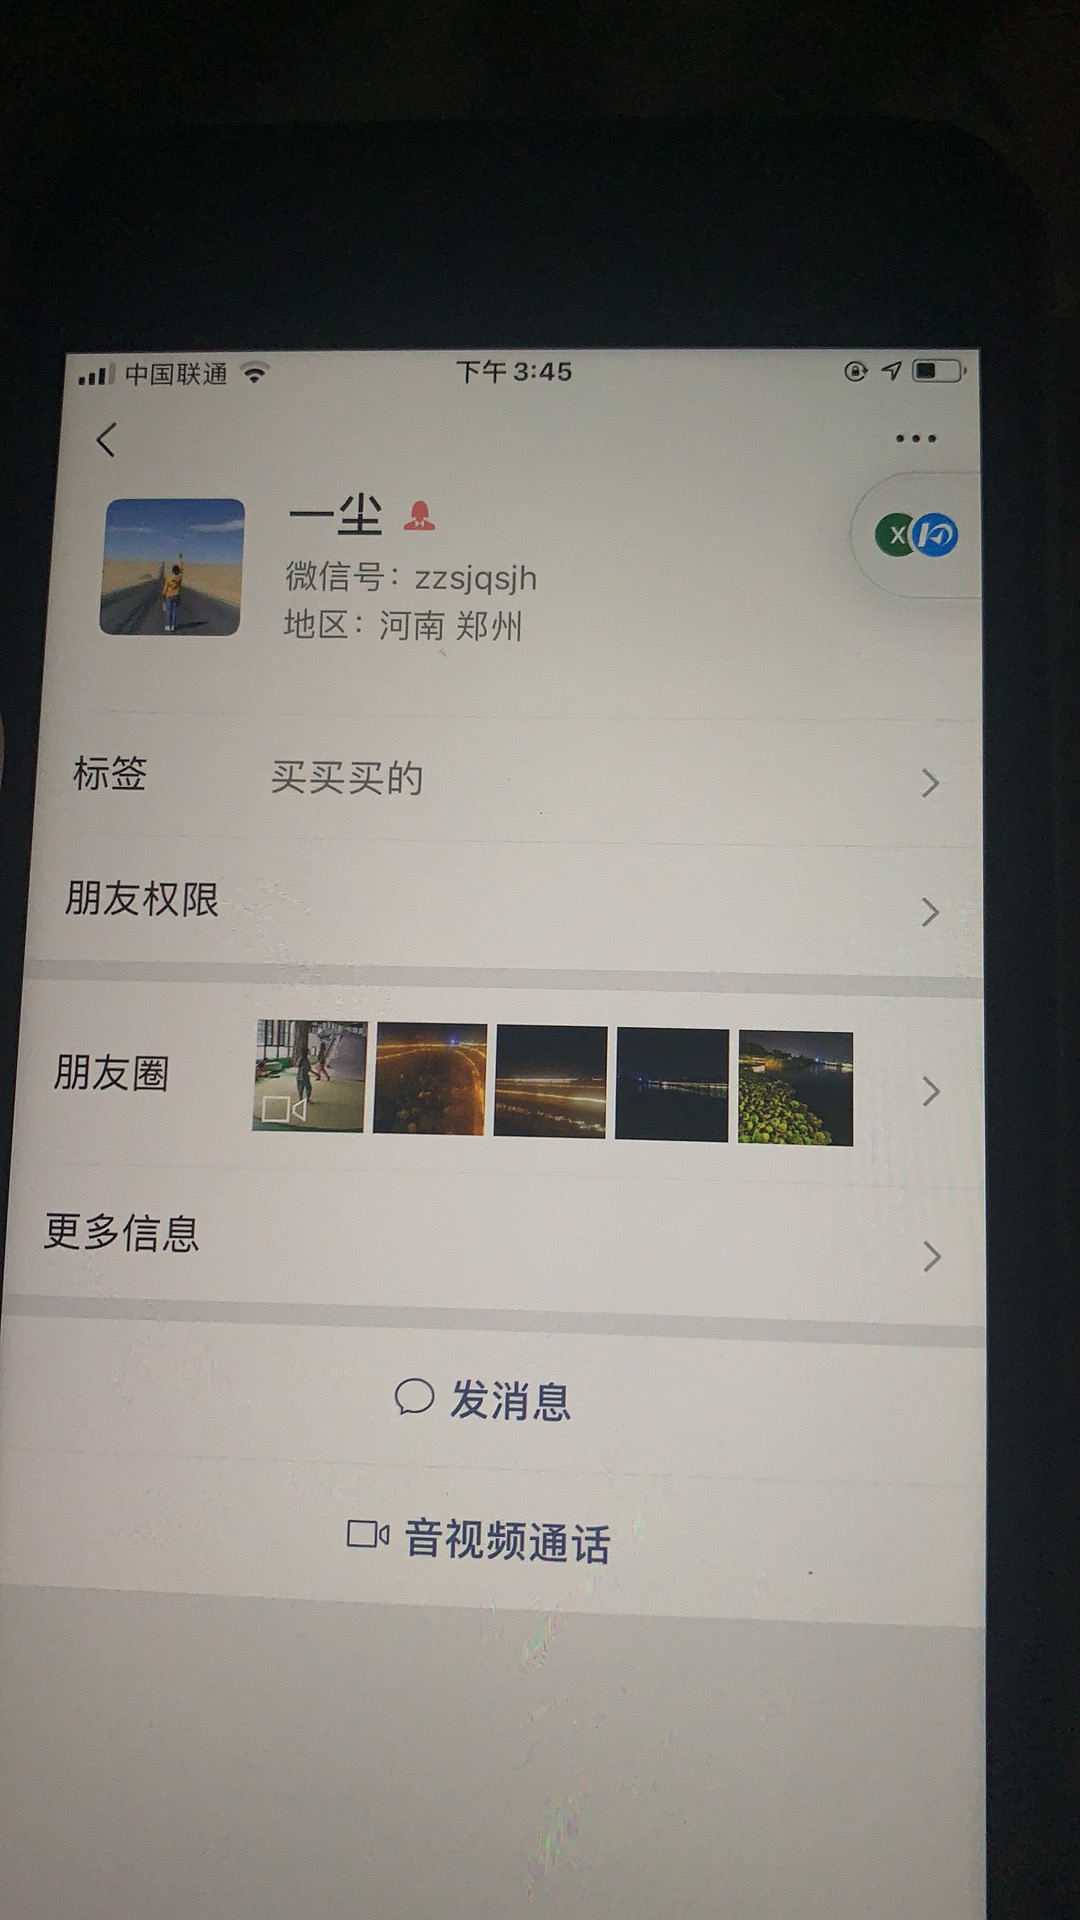 中国联通
下午3:45
一尘
微信号：zzsjqsjh
地区：河南 郑州
X
标签 买买买的
朋友权限
朋友圈
更多信息
发消息
音视频通话